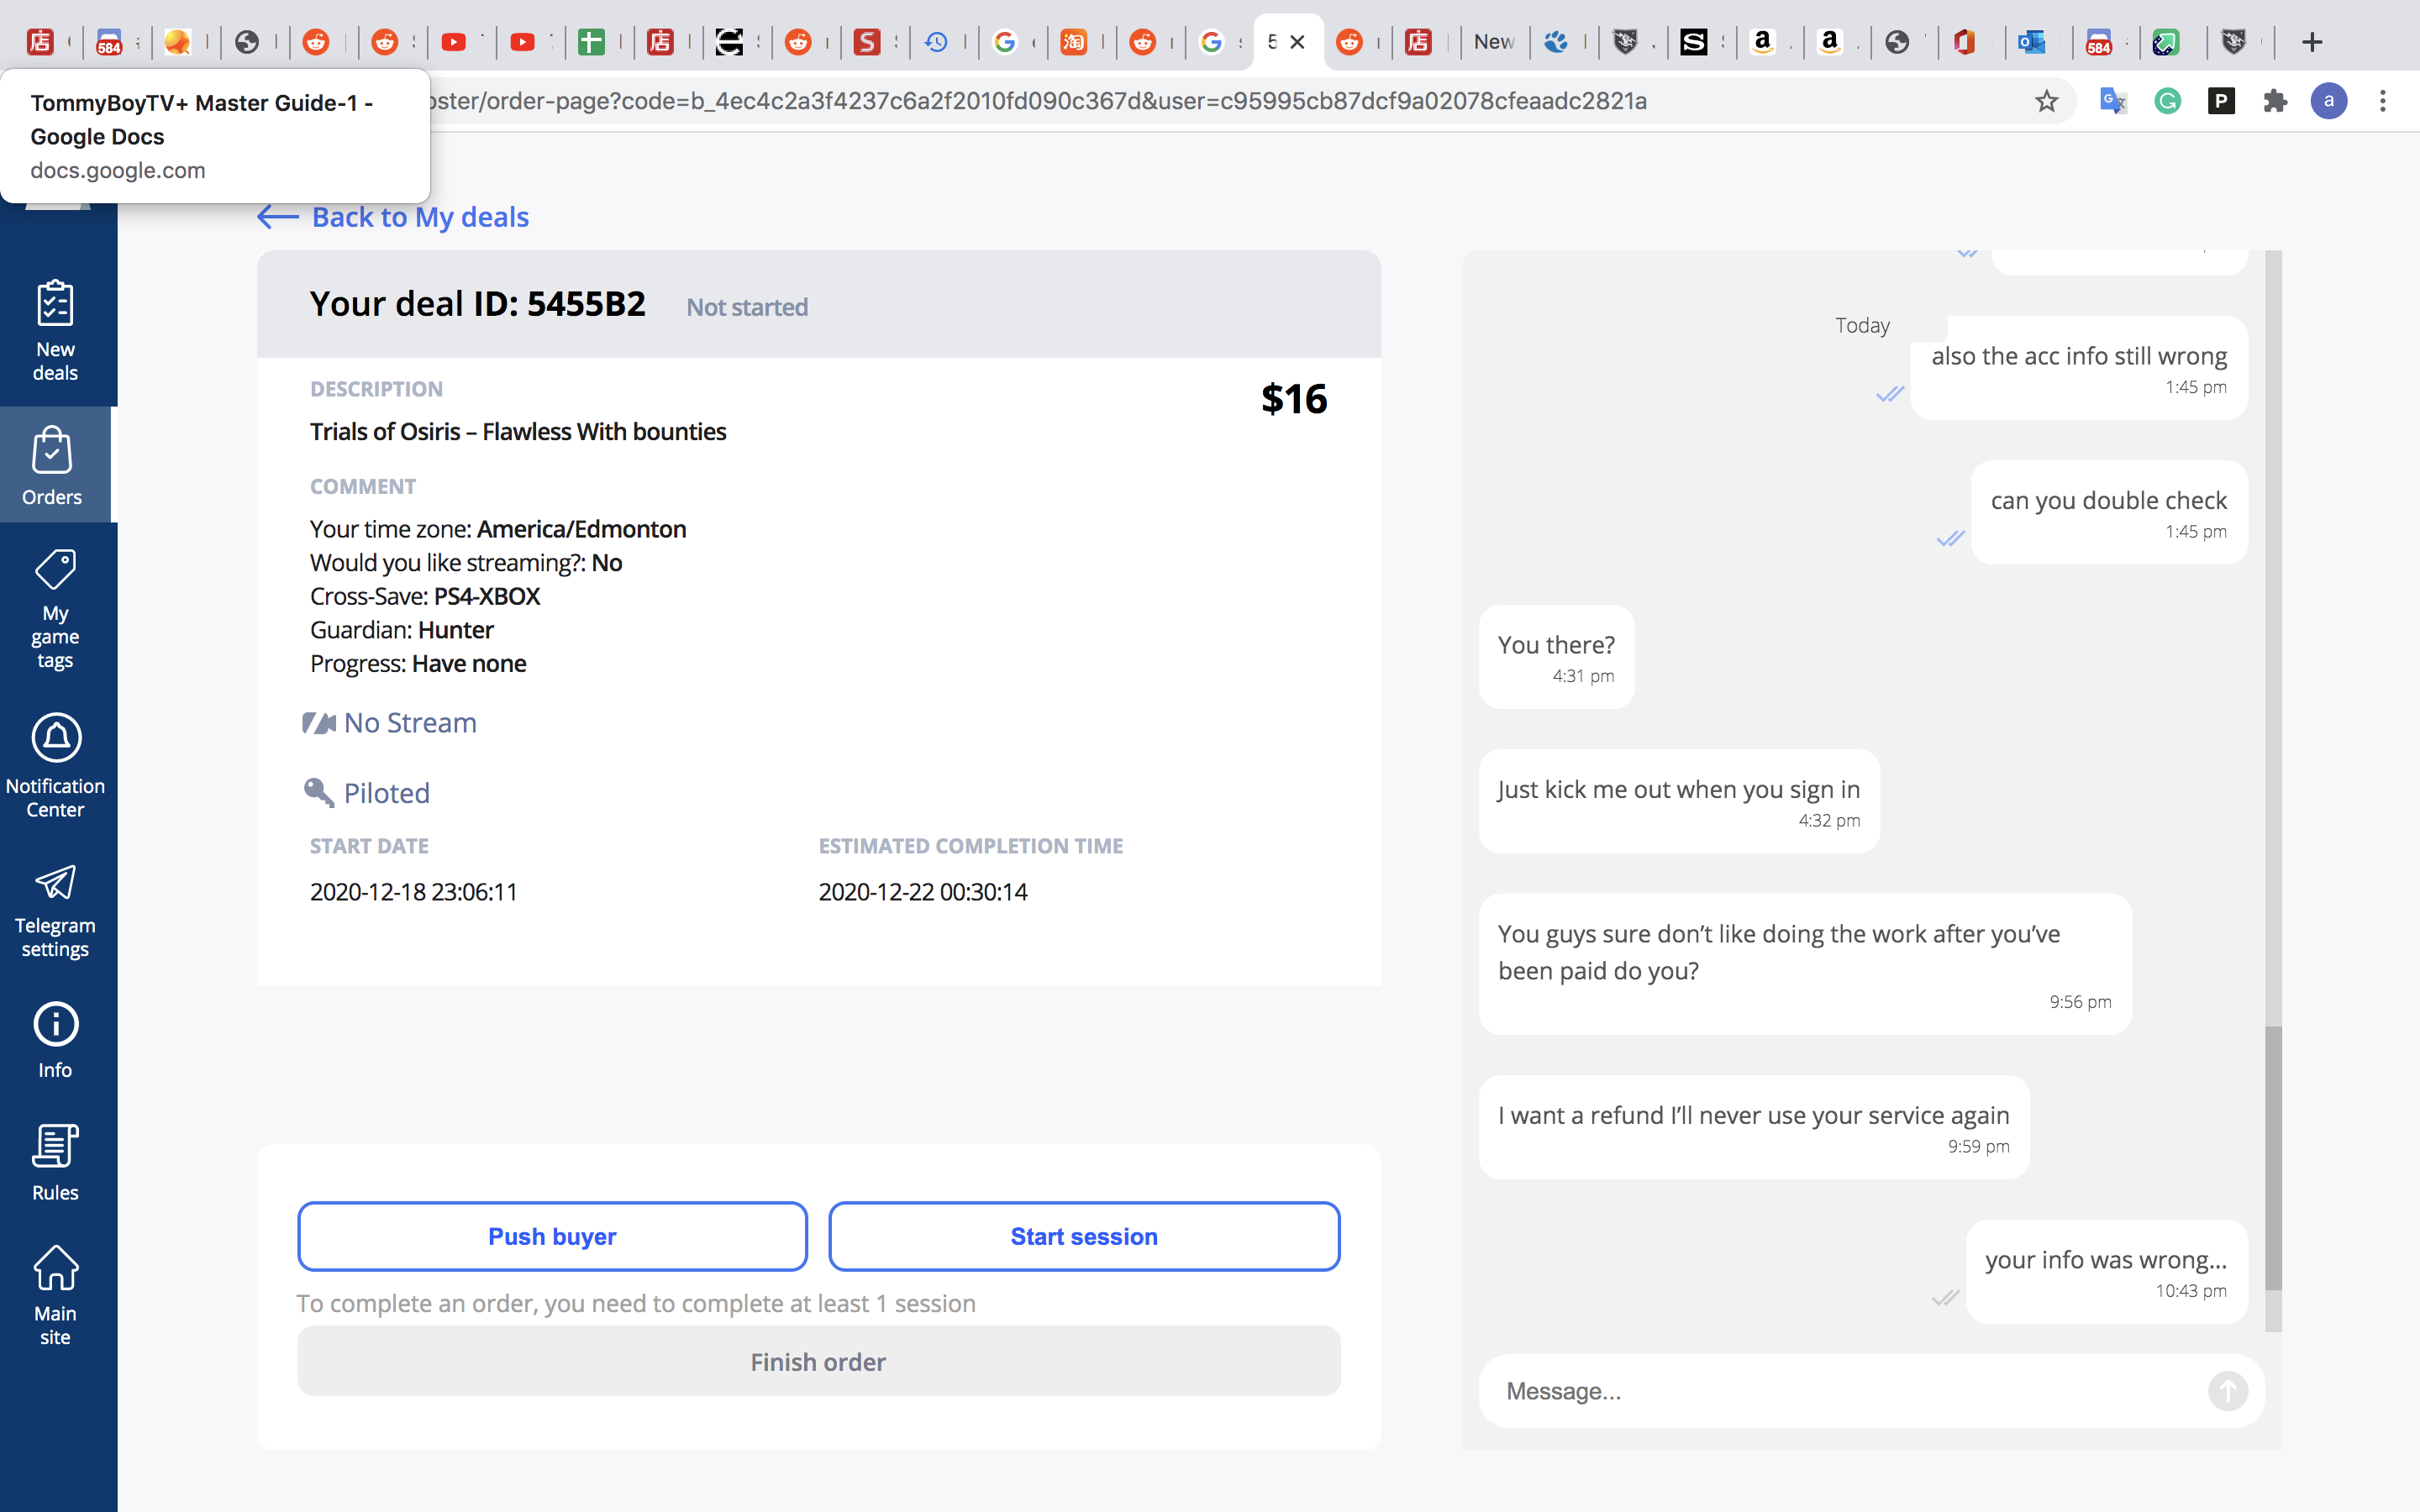 584
5
New
584
TommyBoyTV+ Master Guide-1 -
Google Docs
docs.google.com
oster/order-page?code=b_4ec4c2a3f4237c6a2f2010fd090c367d&user=c95995cb87dcf9a02078cfeaadc2821a
a
New
deals
Orders
My
game
tags
Notification
Center
Telegram
settings
Info
Rules
Main
site
Back to My deals
Your deal ID: 5455B2 Not started
DESCRIPTION
$16
Trials of Osiris – Flawless With bounties
COMMENT
Your time zone: America/Edmonton
Would you like streaming?: No
Cross-Save: PS4-XBOX
Guardian: Hunter
Progress: Have none
No Stream
Piloted
START DATE ESTIMATED COMPLETION TIME
2020-12-18 23:06:11 2020-12-22 00:30:14
Push buyer Start session
To complete an order, you need to complete at least 1 session
Finish order
Today
also the acc info still wrong
1:45 pm
can you double check
1:45 pm
You there?
4:31 pm
Just kick me out when you sign in
4:32 pm
You guys sure don’t like doing the work after you’ve
been paid do you?
9:56 pm
I want a refund I’ll never use your service again
9:59 pm
your info was wrong...
10:43 pm
Message...